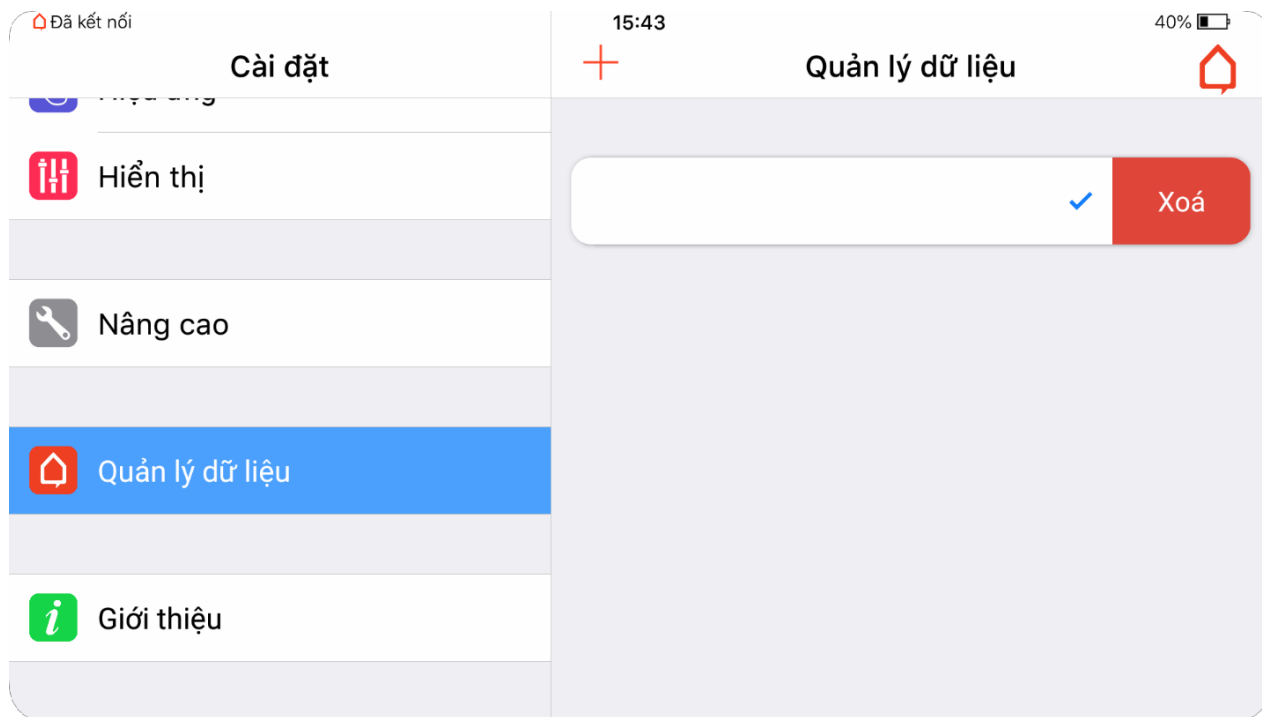 Đã kết nối
15:43
40%
Cài đặt
Quản lý dữ liệu
Hiển thị
Xoá
Nâng cao
Quản lý dữ liệu
Giới thiệu